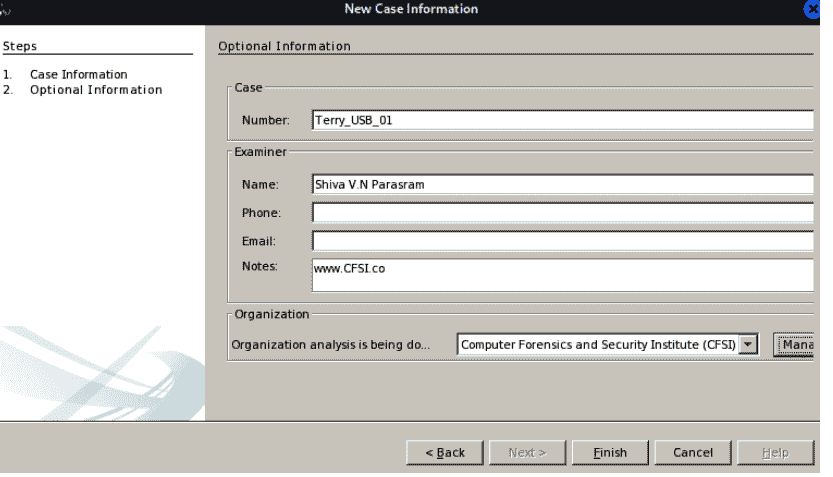 New Case Information
Steps
1. Case Information
2. Optional Information
Optional Information
Case
Number: Terry_USB_01
Examiner
Name: Shiva V.N Parasram
Phone:
Email:
Notes: www.CFSI.co
Organization
Organization analysis is being do... Computer Forensics and Security Institute (CFSI) Mana
< Back Next > Finish Cancel Help